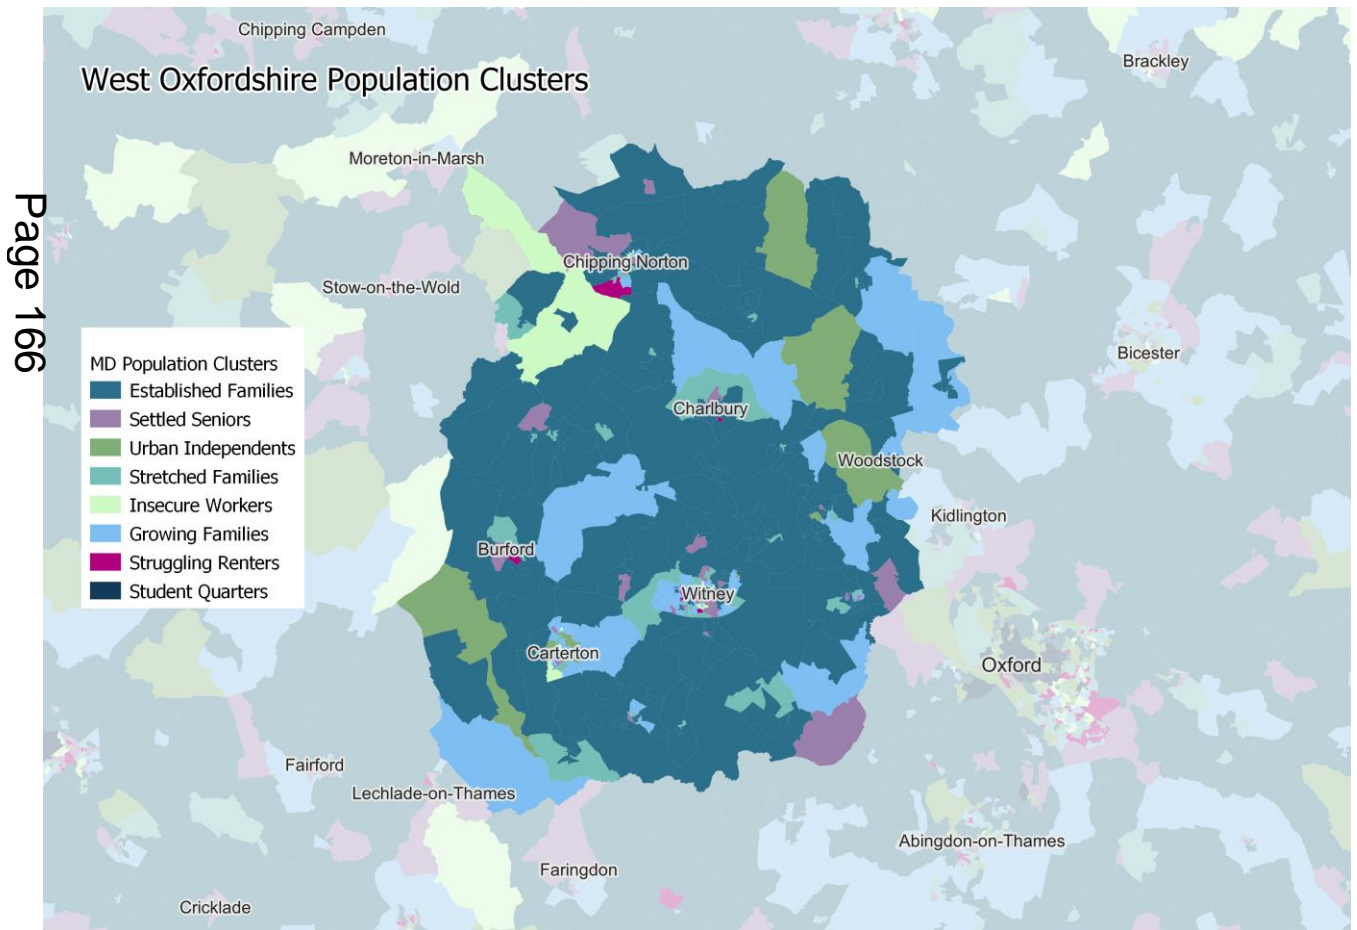 Page 166
Chipping Campden
Brackley
West Oxfordshire Population Clusters
Moreton-in-Marsh
Chipping Norton
Stow-on-the-Wold
Bicester
MD Population Clusters
Established Families
Settled Seniors
Urban Independents
Stretched Families
Insecure Workers
Growing Families
Struggling Renters
Student Quarters
Charlbury
Woodstock
Kidlington
Burford
Witney
Carterton
Oxford
Fairford
Lechlade-on-Thames
Abingdon-on-Thames
Faringdon
Cricklade